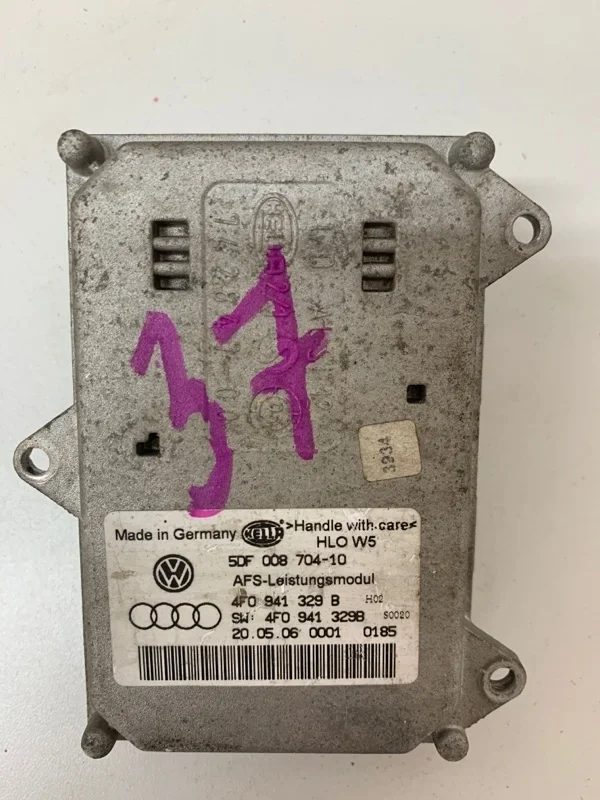 37
3934
Made in Germany HELLA >Handle with care<
HLO W5
5DF 008 704-10
AFS-Leistungsmodul
4F0 941 329 B H02
SW: 4F0 941 329B S0020
20.05.06 0001 0185